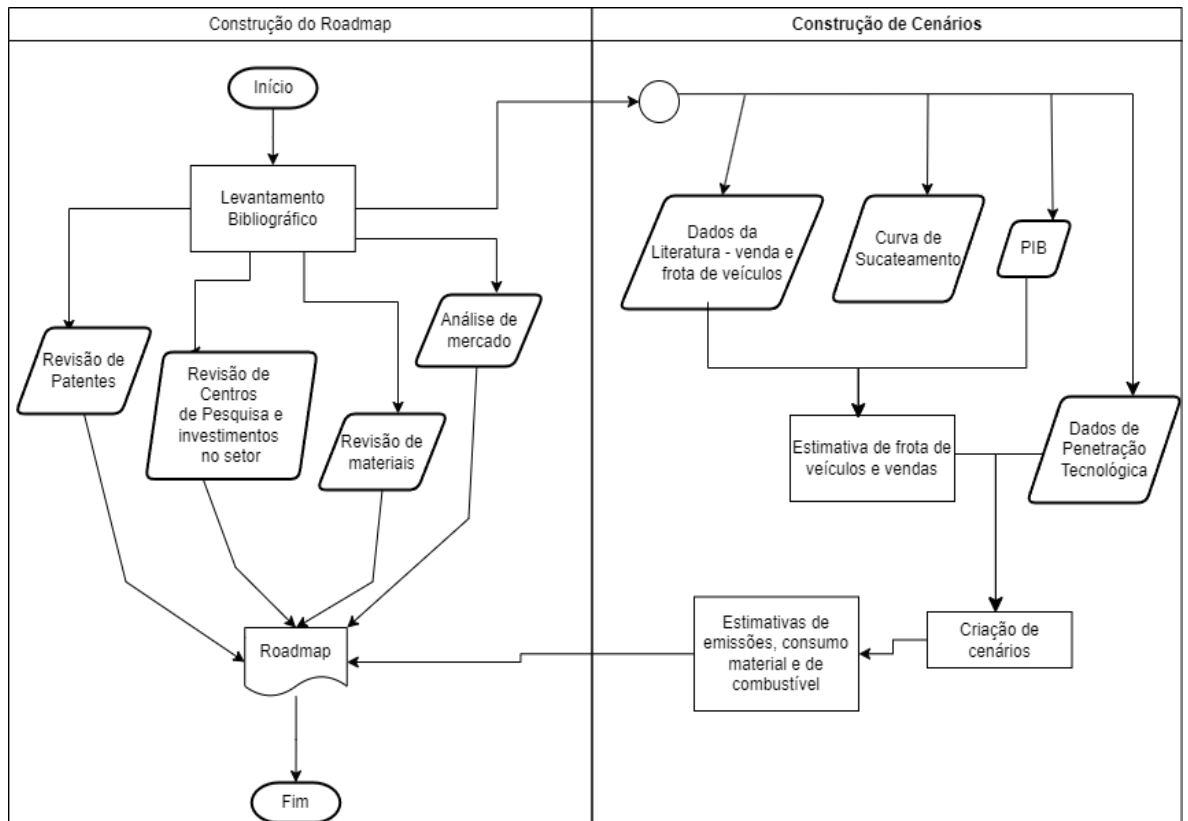 Construção do Roadmap
Construção de Cenários
Início
Levantamento
Bibliográfico
Revisão de
Patentes
Revisão de
Centros
de Pesquisa e
investimentos
no setor
Revisão de
materiais
Análise de
mercado
Roadmap
Fim
Dados da
Literatura - venda e
frota de veículos
Curva de
Sucateamento
PIB
Estimativa de frota de
veículos e vendas
Dados de
Penetração
Tecnológica
Criação de
cenários
Estimativas de
emissões, consumo
material e de
combustível